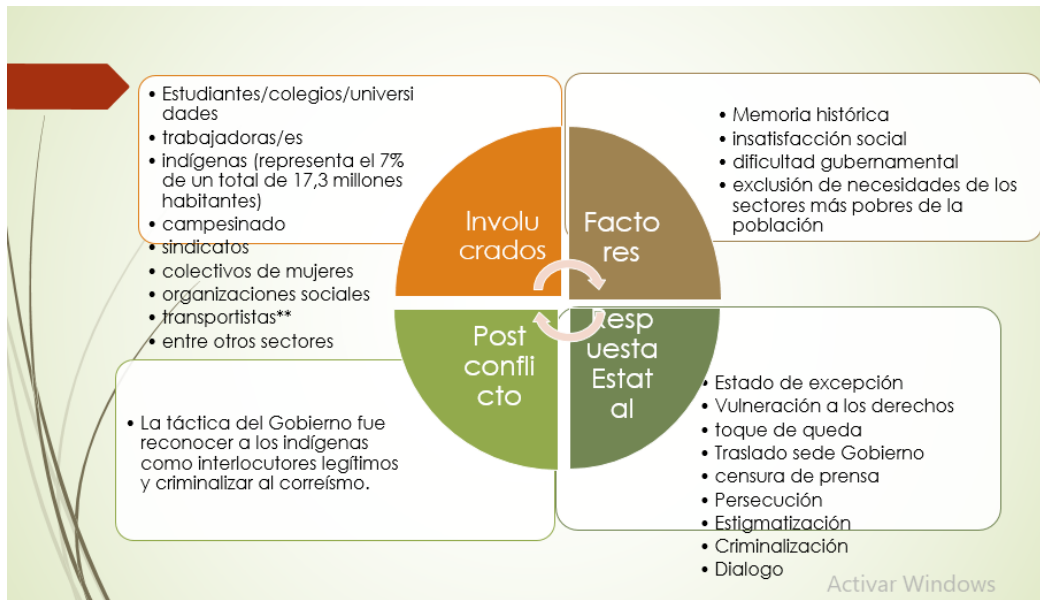 • Estudiantes/colegios/universi
dades
• trabajadoras/es
• indígenas (representa el 7%
de un total de 17,3 millones
habitantes)
• campesinado
• sindicatos
• colectivos de mujeres
• organizaciones sociales
• transportistas**
• entre otros sectores
Involu
crados
Facto
res
• Memoria histórica
• insatisfacción social
• dificultad gubernamental
• exclusión de necesidades de los
sectores más pobres de la
población
• La táctica del Gobierno fue
reconocer a los indígenas
como interlocutores legítimos
y criminalizar al correísmo.
Post
confli
cto
Resp
uesta
Estat
al
• Estado de excepción
• Vulneración a los derechos
• toque de queda
• Traslado sede Gobierno
• censura de prensa
• Persecución
• Estigmatización
• Criminalización
• Dialogo
Activar Windows